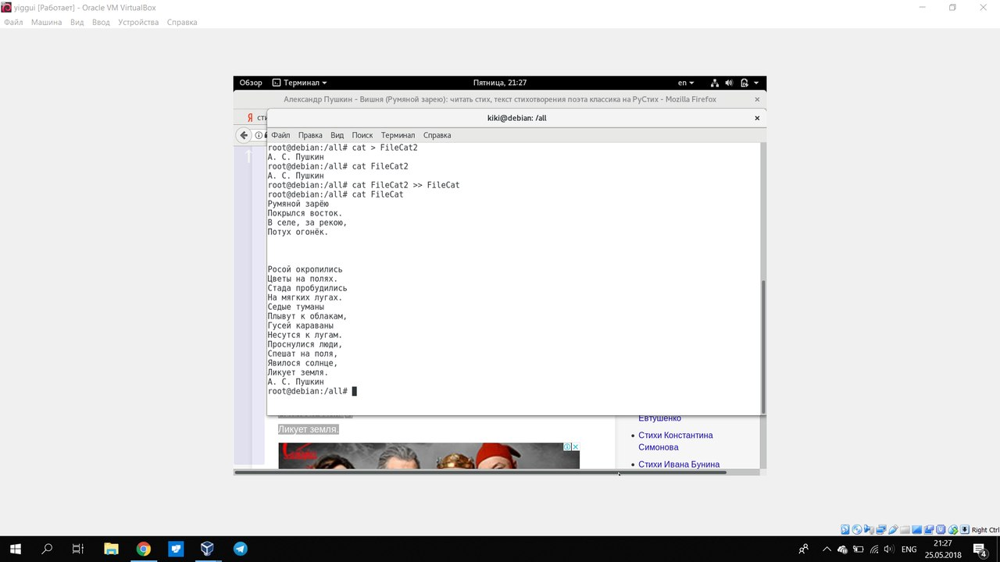 yiggui [Работает] - Oracle VM VirtualBox
Файл Машина Вид Ввод Устройства Справка
Обзор Терминал Пятница, 21:27 en
Александр Пушкин - Вишня (Румяной зарею): читать стих, текст стихотворения поэта классика на РуСтих - Mozilla Firefox
kiki@debian: /all
Файл Правка Вид Поиск Терминал Справка
root@debian:/all# cat > FileCat2
А. С. Пушкин
root@debian:/all# cat FileCat2
А. С. Пушкин
root@debian:/all# cat FileCat2 >> FileCat
root@debian:/all# cat FileCat
Румяной зарёю
Покрылся восток.
В селе, за рекою,
Потух огонёк.
Росой окропились
Цветы на полях.
Стада пробудились
На мягких лугах.
Седые туманы
Плывут к облакам,
Гусей караваны
Несутся к лугам.
Проснулися люди,
Спешат на поля,
Явилося солнце,
Ликует земля.
А. С. Пушкин
root@debian:/all#
Ликует земля.
Евтушенко
Стихи Константина
Симонова
Стихи Ивана Бунина
Right Ctrl
ENG
21:27
25.05.2018
4